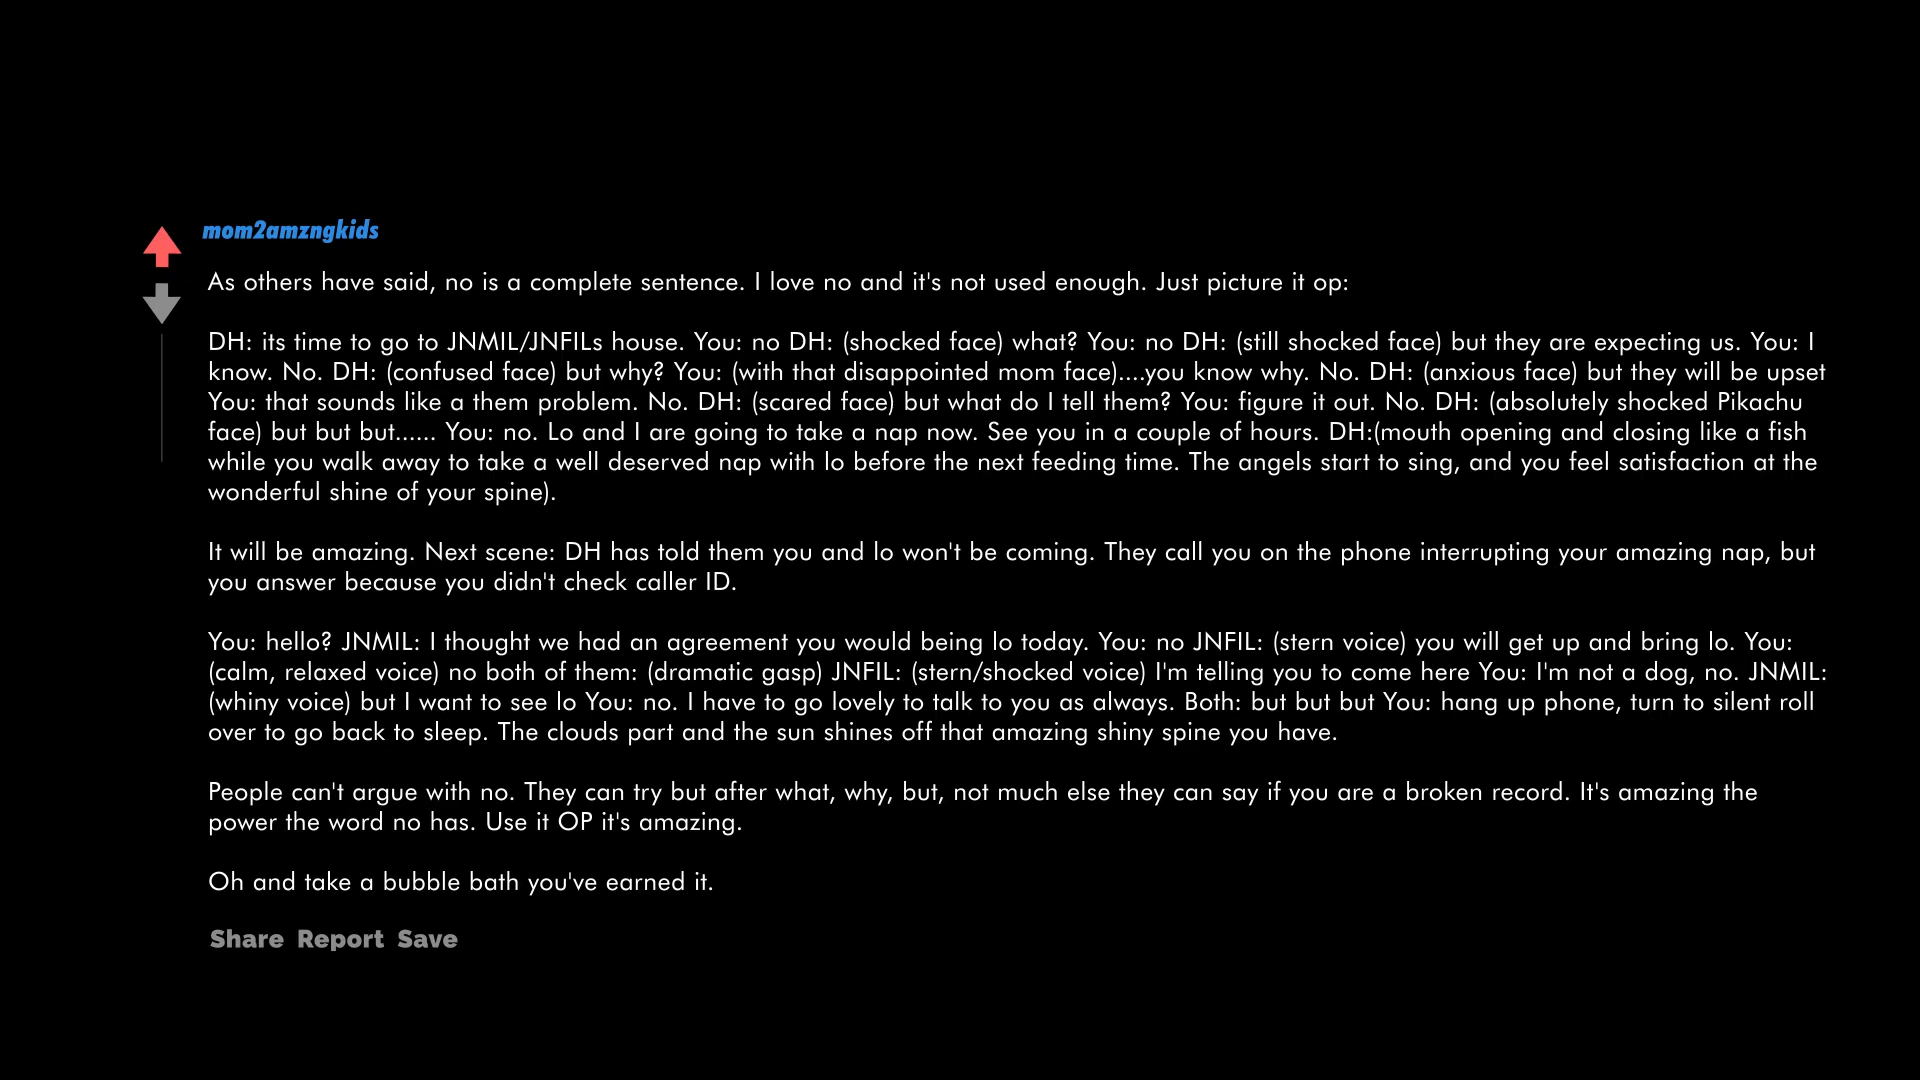 mom2amzngkids
As others have said, no is a complete sentence. I love no and it's not used enough. Just picture it op:
DH: its time to go to JNMIL/JNFILs house. You: no DH: (shocked face) what? You: no DH: (still shocked face) but they are expecting us. You: I
know. No. DH: (confused face) but why? You: (with that disappointed mom face)....you know why. No. DH: (anxious face) but they will be upset
You: that sounds like a them problem. No. DH: (scared face) but what do I tell them? You: figure it out. No. DH: (absolutely shocked Pikachu
face) but but but...... You: no. Lo and I are going to take a nap now. See you in a couple of hours. DH:(mouth opening and closing like a fish
while you walk away to take a well deserved nap with lo before the next feeding time. The angels start to sing, and you feel satisfaction at the
wonderful shine of your spine).
It will be amazing. Next scene: DH has told them you and lo won't be coming. They call you on the phone interrupting your amazing nap, but
you answer because you didn't check caller ID.
You: hello? JNMIL: I thought we had an agreement you would being lo today. You: no JNFIL: (stern voice) you will get up and bring lo. You:
(calm, relaxed voice) no both of them: (dramatic gasp) JNFIL: (stern/shocked voice) I'm telling you to come here You: I'm not a dog, no. JNMIL:
(whiny voice) but I want to see lo You: no. I have to go lovely to talk to you as always. Both: but but but You: hang up phone, turn to silent roll
over to go back to sleep. The clouds part and the sun shines off that amazing shiny spine you have.
People can't argue with no. They can try but after what, why, but, not much else they can say if you are a broken record. It's amazing the
power the word no has. Use it OP it's amazing.
Oh and take a bubble bath you've earned it.
Share Report Save